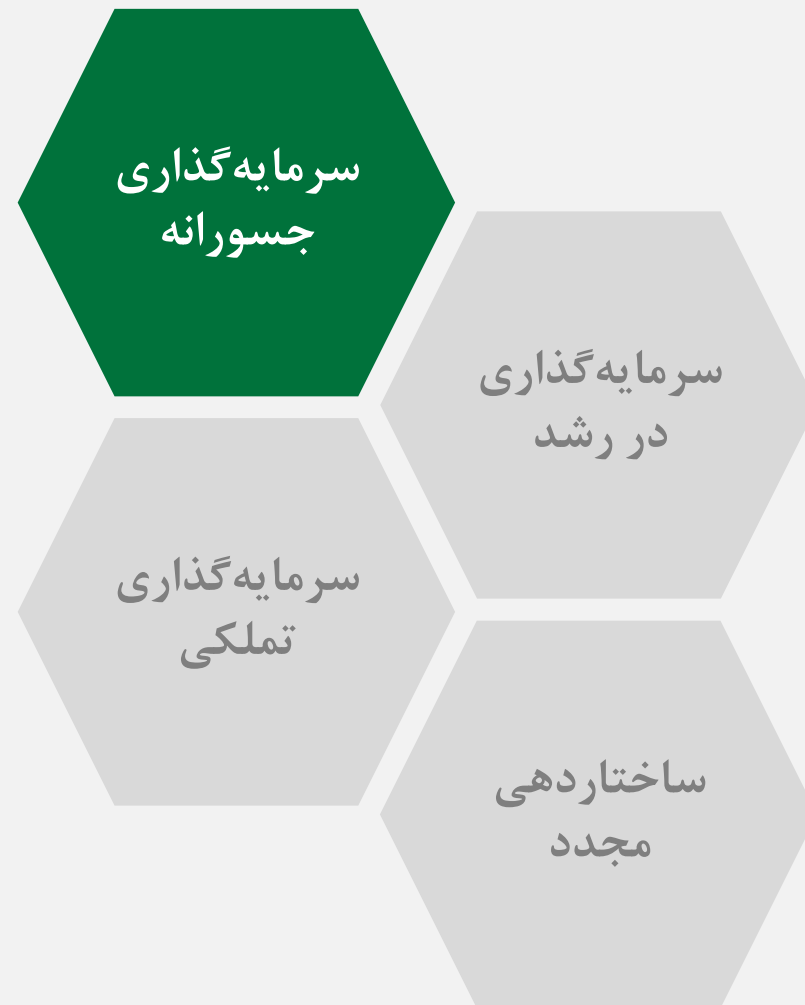 سرمایه‌گذاری
جسورانه
سرمایه‌گذاری
در رشد
سرمایه‌گذاری
تملکی
ساختاردهی
مجدد